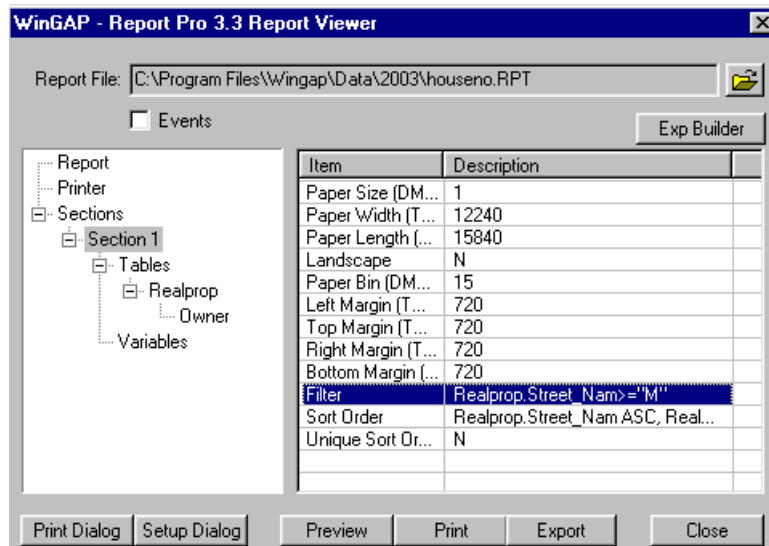 WinGAP - Report Pro 3.3 Report Viewer
Report File: C:\Program Files\Wingap\Data\2003\houseno.RPT
Events
Exp Builder
Report
Printer
Sections
Section 1
Tables
Realprop
Owner
Variables
Item Description
Paper Size (DM... 1
Paper Width (T... 12240
Paper Length (... 15840
Landscape N
Paper Bin (DM... 15
Left Margin (T... 720
Top Margin (T... 720
Right Margin (T... 720
Bottom Margin (... 720
Filter Realprop.Street_Nam>="M"
Sort Order Realprop.Street_Nam ASC, Real...
Unique Sort Or... N
Print Dialog Setup Dialog Preview Print Export Close